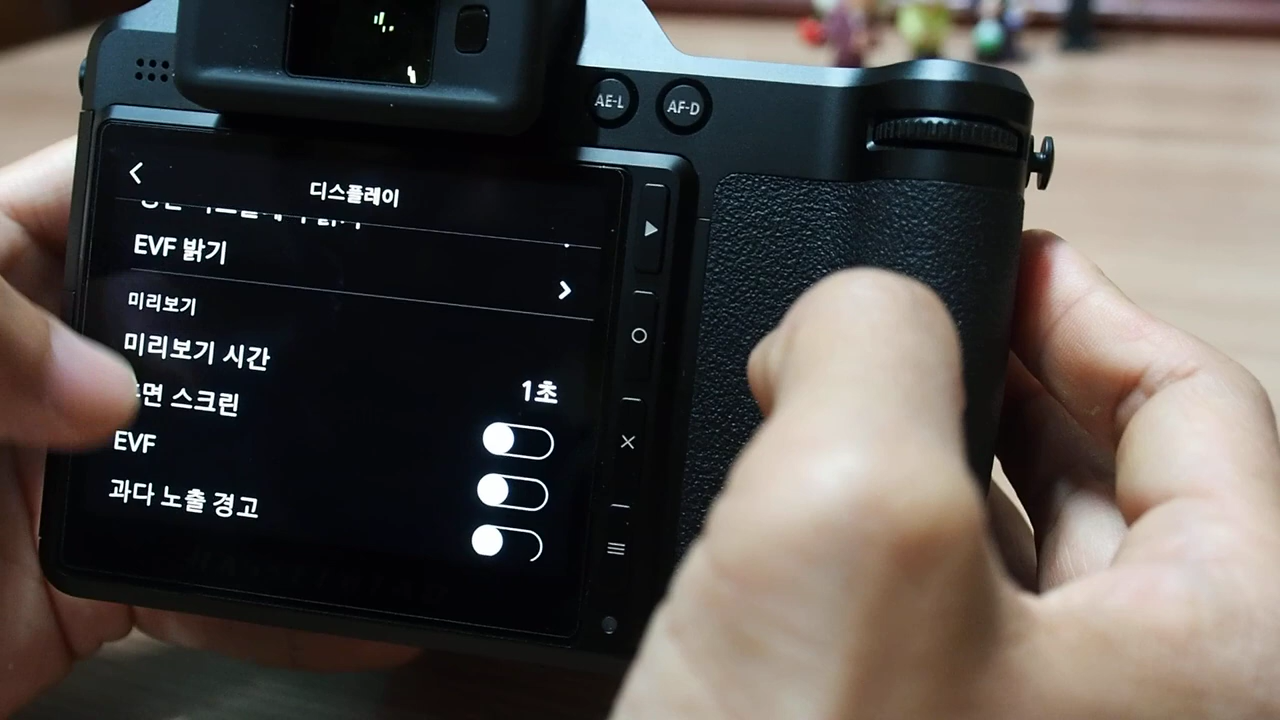 AE-L
AF-D
디스플레이
EVF 밝기
미리보기
미리보기 시간
1초
스크린
EVF
과다 노출 경고